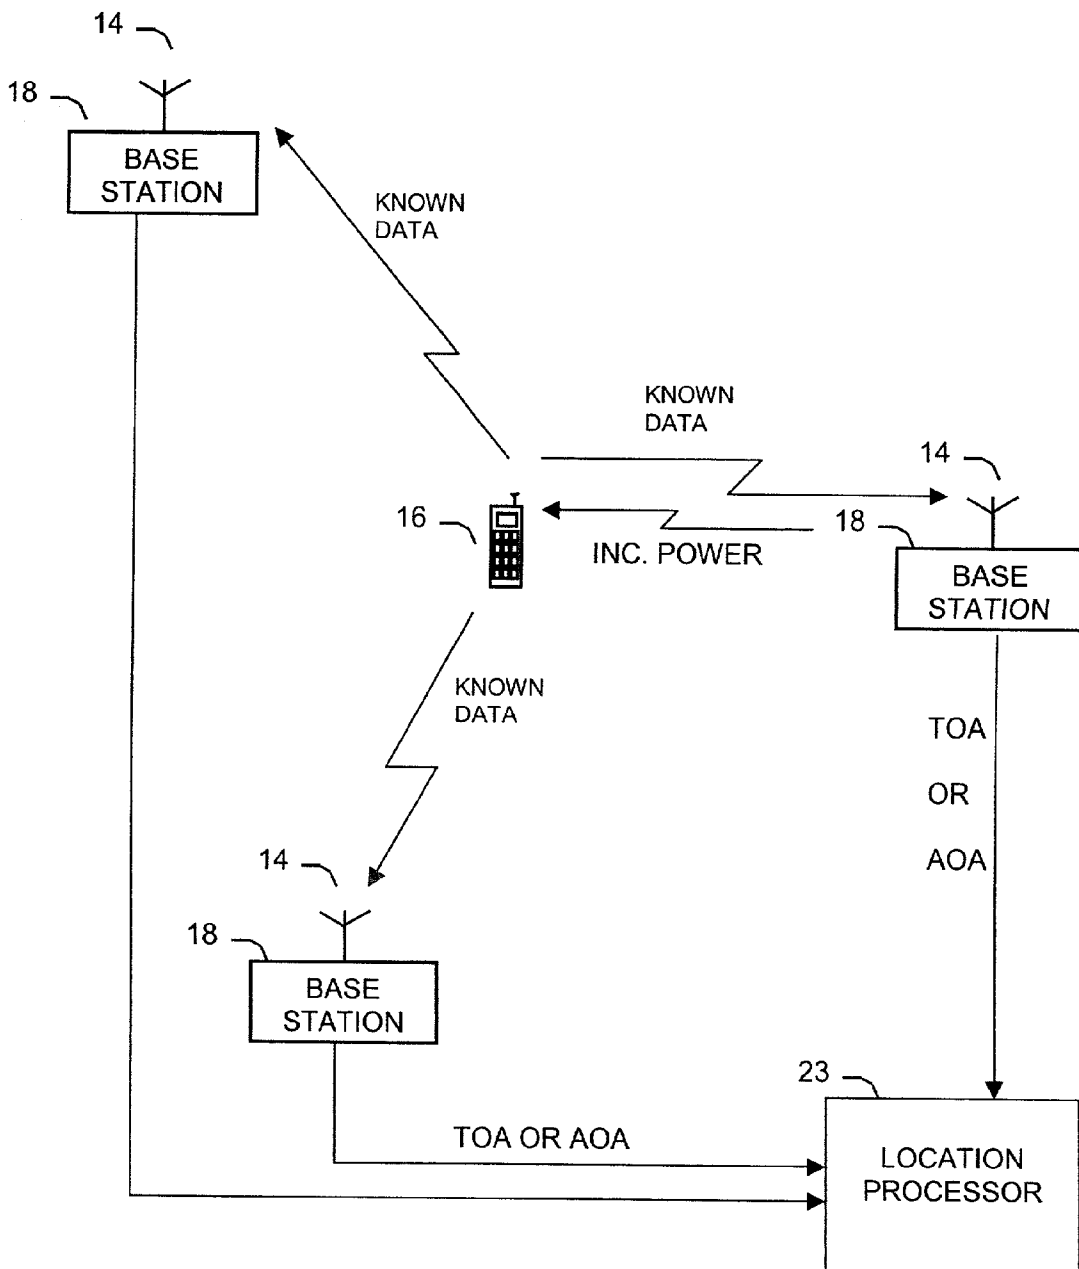 14
18
BASE
STATION
KNOWN
DATA
KNOWN
DATA
14
16
18
INC. POWER
BASE
STATION
KNOWN
DATA
TOA
OR
AOA
14
18
BASE
STATION
23
TOA OR AOA
LOCATION
PROCESSOR